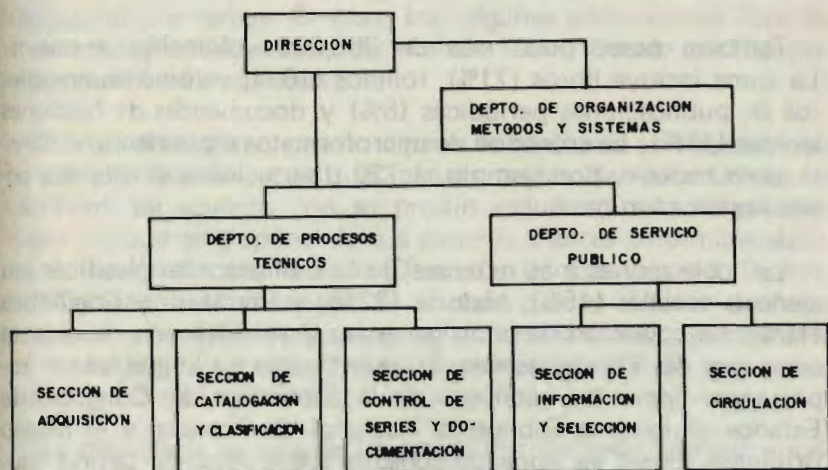 DIRECCION
DEPTO. DE ORGANIZACION
METODOS Y SISTEMAS
DEPTO. DE PROCESOS
TECNICOS
DEPTO. DE SERVICIO
PUBLICO
SECCION DE
ADQUISICION
SECCION DE
CATALOGACION
Y CLASIFICACION
SECCION DE
CONTROL DE
SERIES Y DO-
CUMENTACION
SECCION DE
INFORMACION
Y SELECCION
SECCION DE
CIRCULACION